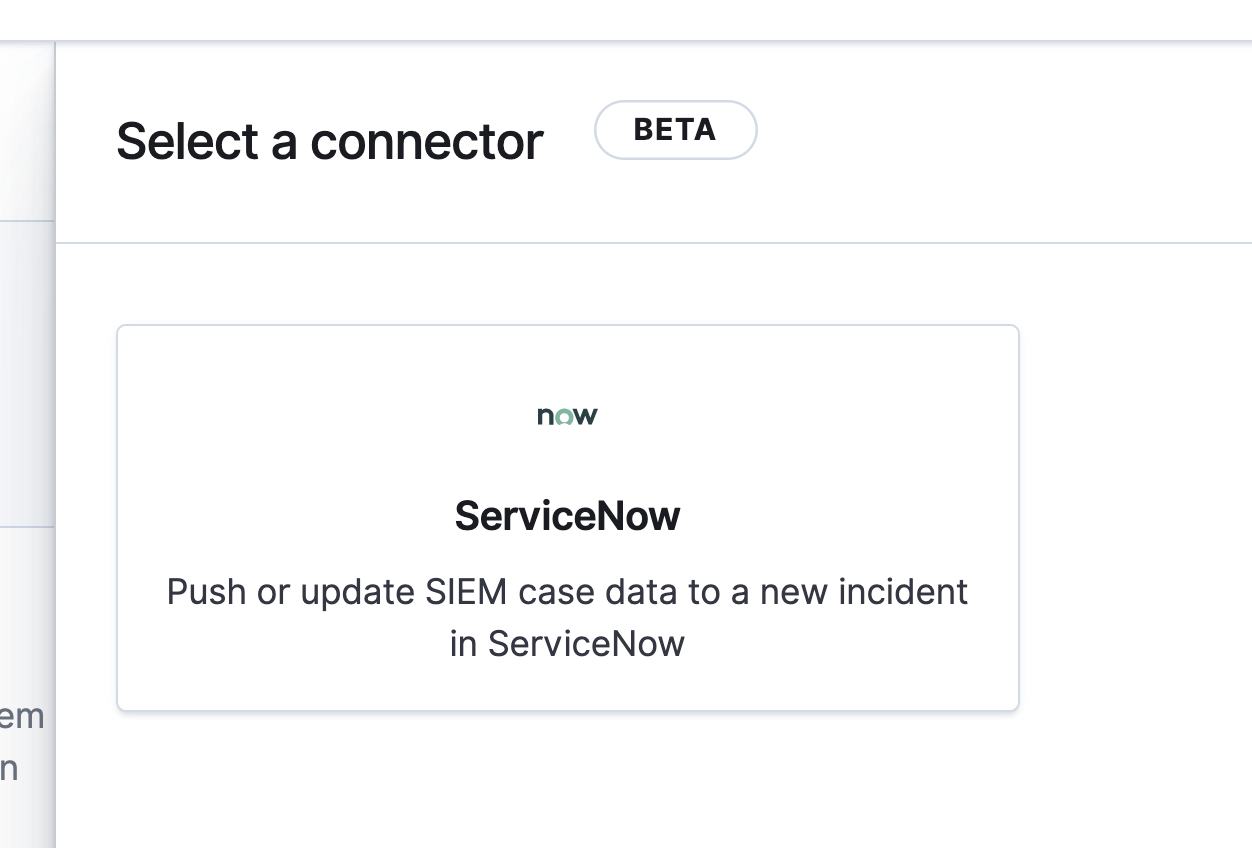 Select a connector BETA
now
ServiceNow
Push or update SIEM case data to a new incident
in ServiceNow
em
n